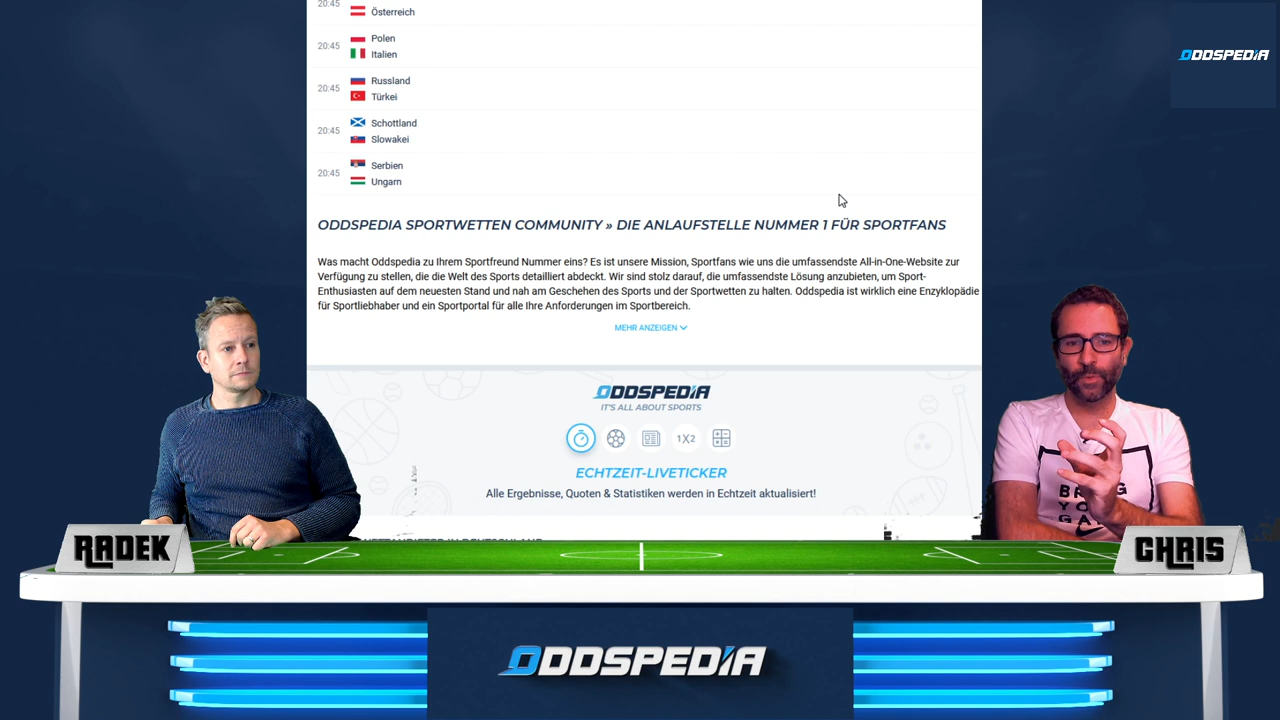 20:45
Österreich
20:45
Polen
Italien
20:45
Russland
Türkei
20:45
Schottland
Slowakei
20:45
Serbien
Ungarn
ODDSPEDIA
ODDSPEDIA SPORTWETTEN COMMUNITY » DIE ANLAUFSTELLE NUMMER 1 FÜR SPORTFANS
Was macht Oddspedia zu Ihrem Sportfreund Nummer eins? Es ist unsere Mission, Sportfans wie uns die umfassendste All-in-One-Website zur
Verfügung zu stellen, die die Welt des Sports detailliert abdeckt. Wir sind stolz darauf, die umfassendste Lösung anzubieten, um Sport-
Enthusiasten auf dem neuesten Stand und nah am Geschehen des Sports und der Sportwetten zu halten. Oddspedia ist wirklich eine Enzyklopädie
für Sportliebhaber und ein Sportportal für alle Ihre Anforderungen im Sportbereich.
MEHR ANZEIGEN
ODDSPEDIA
IT'S ALL ABOUT SPORTS
1X2
ECHTZEIT-LIVETICKER
Alle Ergebnisse, Quoten & Statistiken werden in Echtzeit aktualisiert!
RADEK
CHRIS
ODDSPEDIA